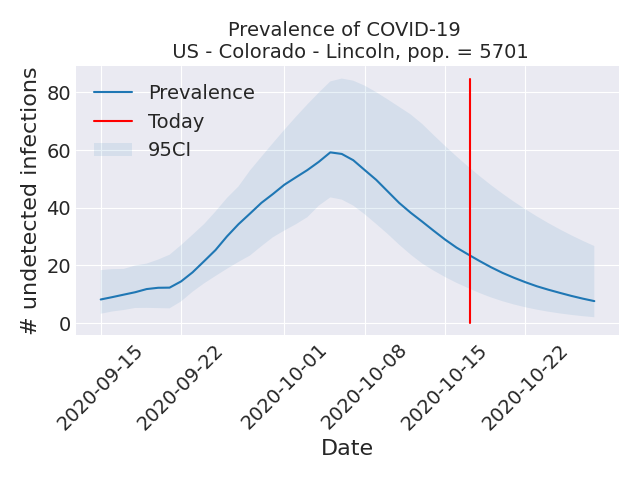 Prevalence of COVID-19
US - Colorado - Lincoln, pop. = 5701
# undetected infections
80
60
40
20
0
Prevalence
Today
95CI
2020-09-15
2020-09-22
2020-10-01
2020-10-08
2020-10-15
2020-10-22
Date